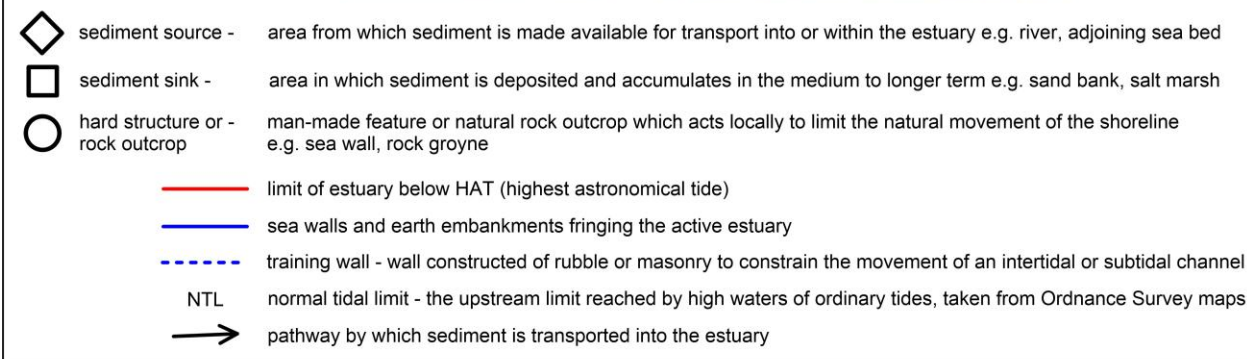 sediment source - area from which sediment is made available for transport into or within the estuary e.g. river, adjoining sea bed
sediment sink - area in which sediment is deposited and accumulates in the medium to longer term e.g. sand bank, salt marsh
hard structure or - man-made feature or natural rock outcrop which acts locally to limit the natural movement of the shoreline
rock outcrop e.g. sea wall, rock groyne
limit of estuary below HAT (highest astronomical tide)
sea walls and earth embankments fringing the active estuary
training wall - wall constructed of rubble or masonry to constrain the movement of an intertidal or subtidal channel
NTL normal tidal limit - the upstream limit reached by high waters of ordinary tides, taken from Ordnance Survey maps
pathway by which sediment is transported into the estuary